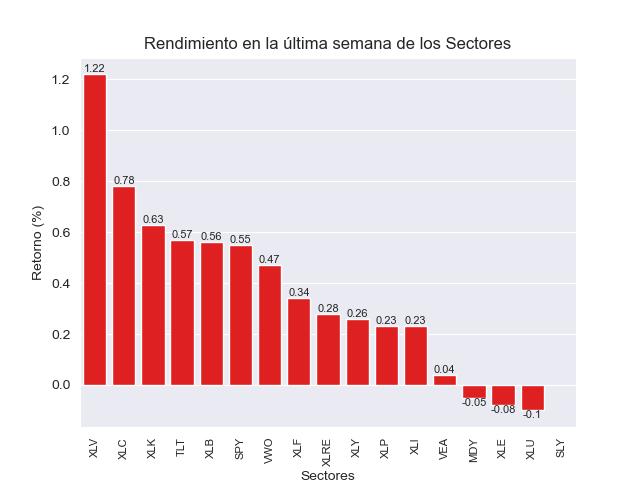 Rendimiento en la última semana de los Sectores
Retorno (%)
1.2
1.0
0.8
0.6
0.4
0.2
0.0
1.22
0.78
0.63
0.57
0.56
0.55
0.47
0.34
0.28
0.26
0.23
0.23
0.04
-0.05
-0.08
-0.1
XLV
XLC
XLK
TLT
XLB
SPY
VWO
XLF
XLRE
XLY
XLP
XLI
VEA
MDY
XLE
XLU
SLY
Sectores